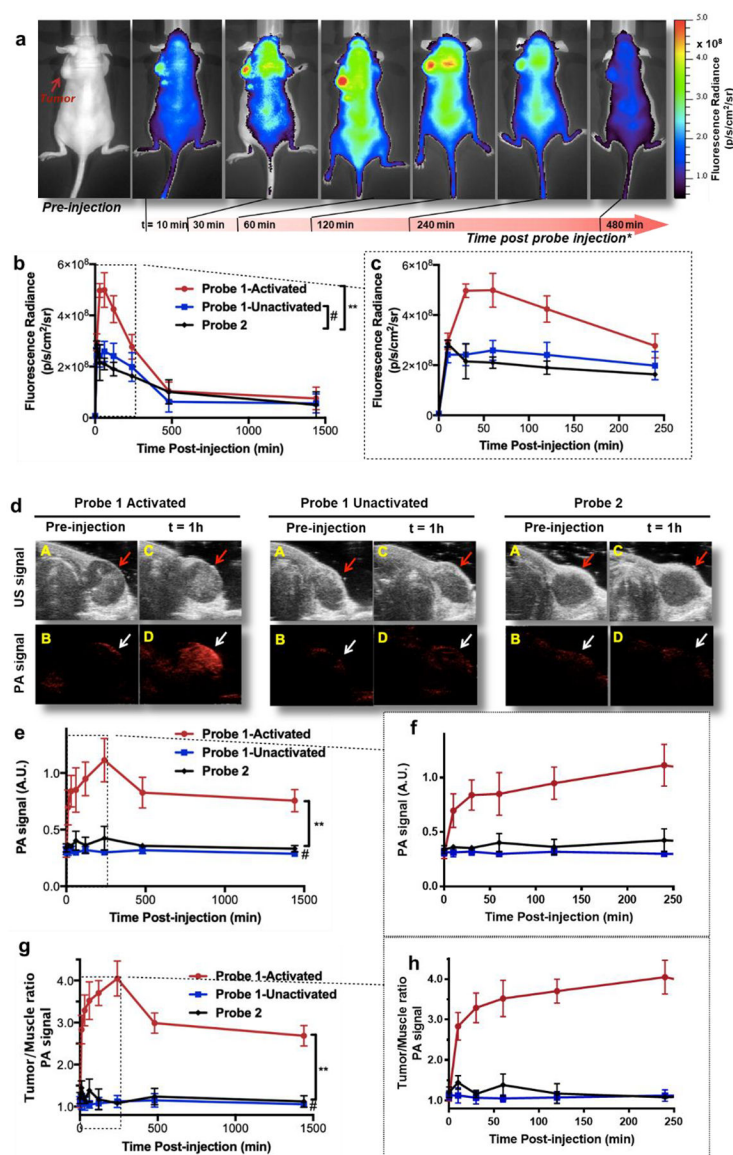 a
Tumor
Pre-injection
t = 10 min
30 min
60 min
120 min
240 min
480 min
Time post probe injection*
5.0
x 10⁸
4.0
3.0
2.0
1.0
Fluorescence Radiance
(p/s/cm²/sr)
b
6×10⁸
4×10⁸
2×10⁸
0
Fluorescence Radiance
(p/s/cm²/sr)
Probe 1-Activated
Probe 1-Unactivated
Probe 2
#
**
0
500
1000
1500
Time Post-injection (min)
c
6×10⁸
4×10⁸
2×10⁸
0
Fluorescence Radiance
(p/s/cm²/sr)
0
50
100
150
200
250
Time Post-injection (min)
d
Probe 1 Activated
Probe 1 Unactivated
Probe 2
Pre-injection
t = 1h
Pre-injection
t = 1h
Pre-injection
t = 1h
US signal
A
C
A
C
A
C
PA signal
B
D
B
D
B
D
e
Probe 1-Activated
Probe 1-Unactivated
Probe 2
PA signal (A.U.)
1.0
0.5
0.0
**
#
0
500
1000
1500
Time Post-injection (min)
f
PA signal (A.U.)
1.0
0.5
0.0
0
50
100
150
200
250
Time Post-injection (min)
g
Probe 1-Activated
Probe 1-Unactivated
Probe 2
Tumor/Muscle ratio
PA signal
4.0
3.0
2.0
1.0
**
#
0
500
1000
1500
Time Post-injection (min)
h
Tumor/Muscle ratio
PA signal
4.0
3.0
2.0
1.0
0
50
100
150
200
250
Time Post-injection (min)